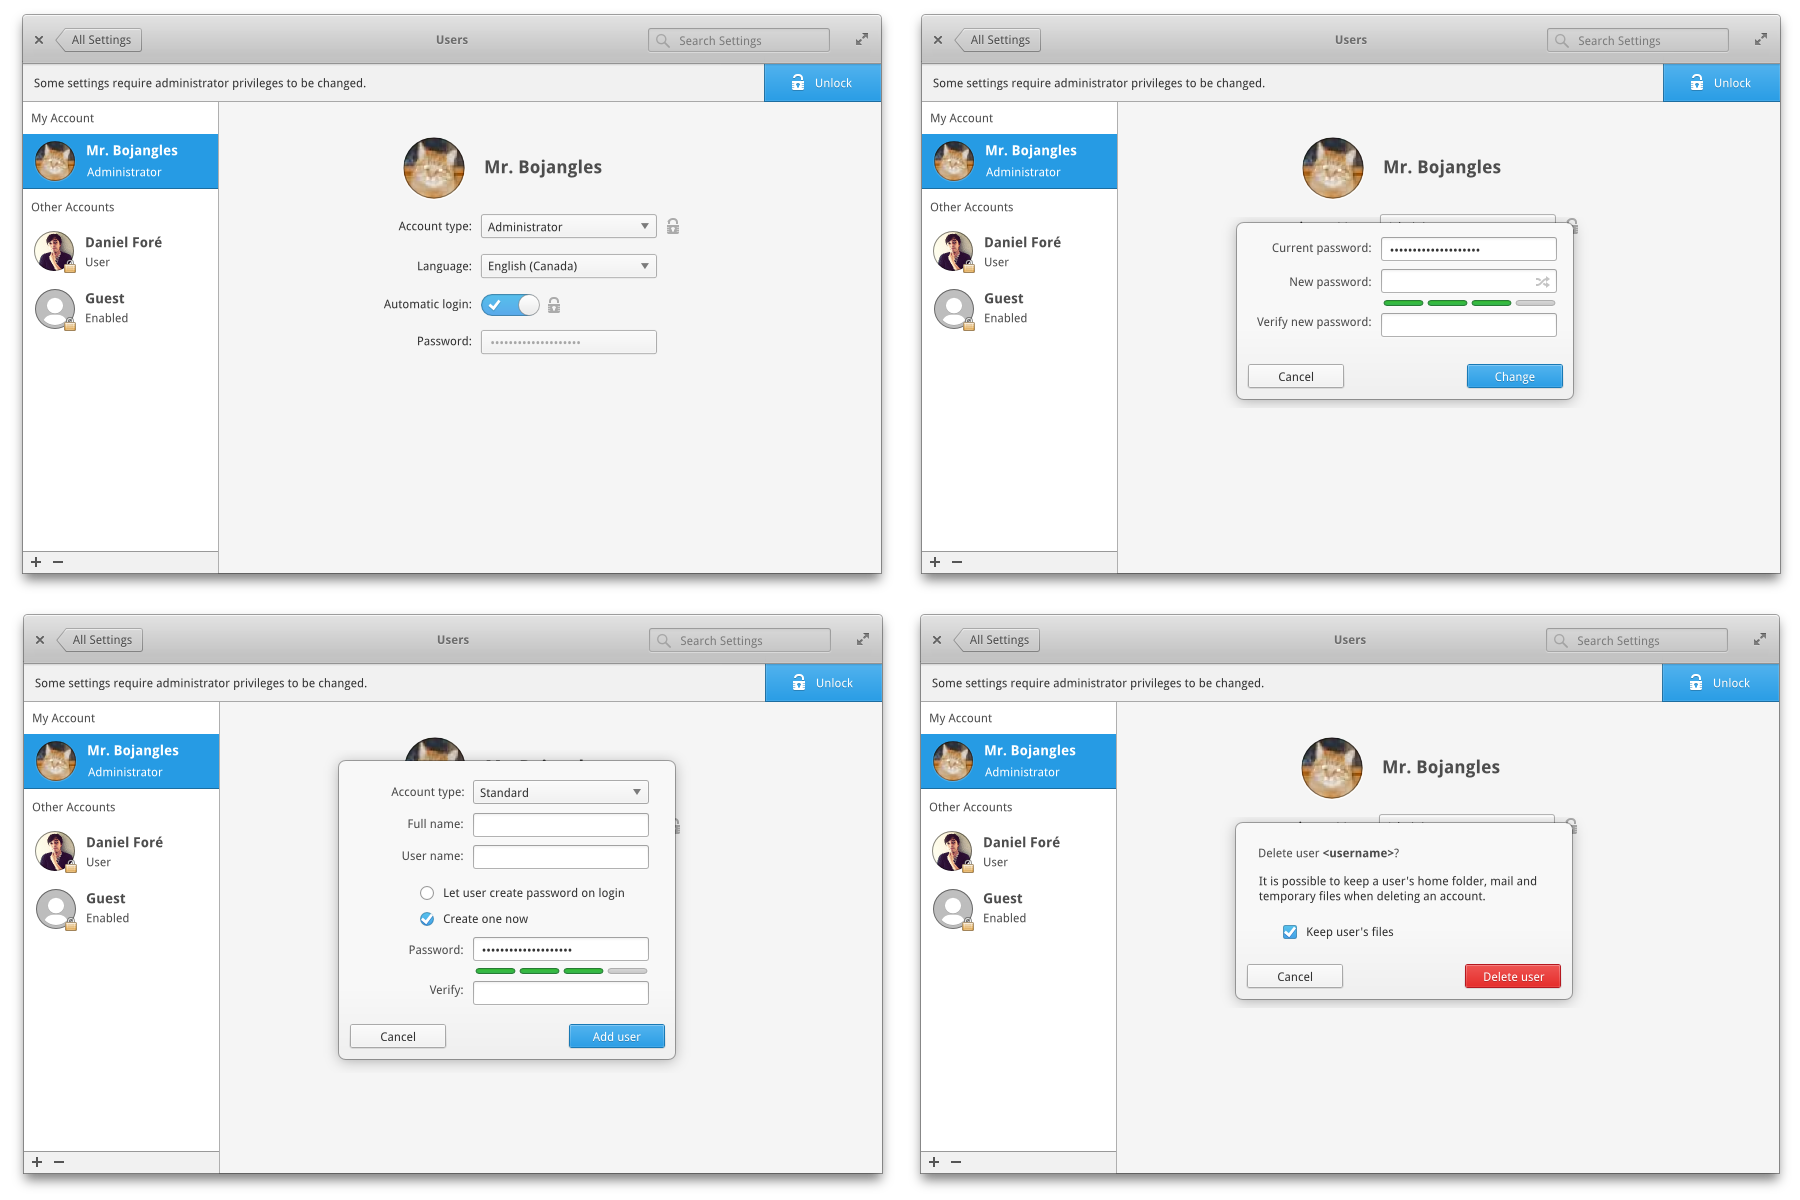 All Settings
Users
Search Settings
Some settings require administrator privileges to be changed.
Unlock
My Account
Mr. Bojangles
Administrator
Other Accounts
Daniel Foré
User
Guest
Enabled
Mr. Bojangles
Account type: Administrator
Language: English (Canada)
Automatic login:
Password:
All Settings
Users
Search Settings
Some settings require administrator privileges to be changed.
Unlock
My Account
Mr. Bojangles
Administrator
Other Accounts
Daniel Foré
User
Guest
Enabled
Mr. Bojangles
Current password:
New password:
Verify new password:
Cancel
Change
All Settings
Users
Search Settings
Some settings require administrator privileges to be changed.
Unlock
My Account
Mr. Bojangles
Administrator
Other Accounts
Daniel Foré
User
Guest
Enabled
Account type: Standard
Full name:
User name:
Let user create password on login
Create one now
Password:
Verify:
Cancel
Add user
All Settings
Users
Search Settings
Some settings require administrator privileges to be changed.
Unlock
My Account
Mr. Bojangles
Administrator
Other Accounts
Daniel Foré
User
Guest
Enabled
Mr. Bojangles
Delete user <username>?
It is possible to keep a user's home folder, mail and
temporary files when deleting an account.
Keep user's files
Cancel
Delete user